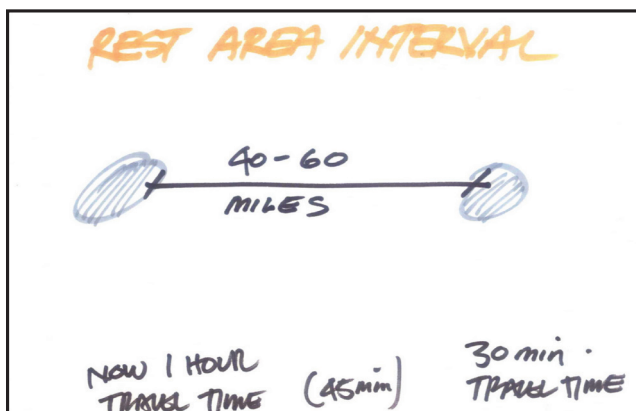 REST AREA INTERVAL
40-60
MILES
NOW 1 HOUR
TRAVEL TIME
(45min)
30 min.
TRAVEL TIME